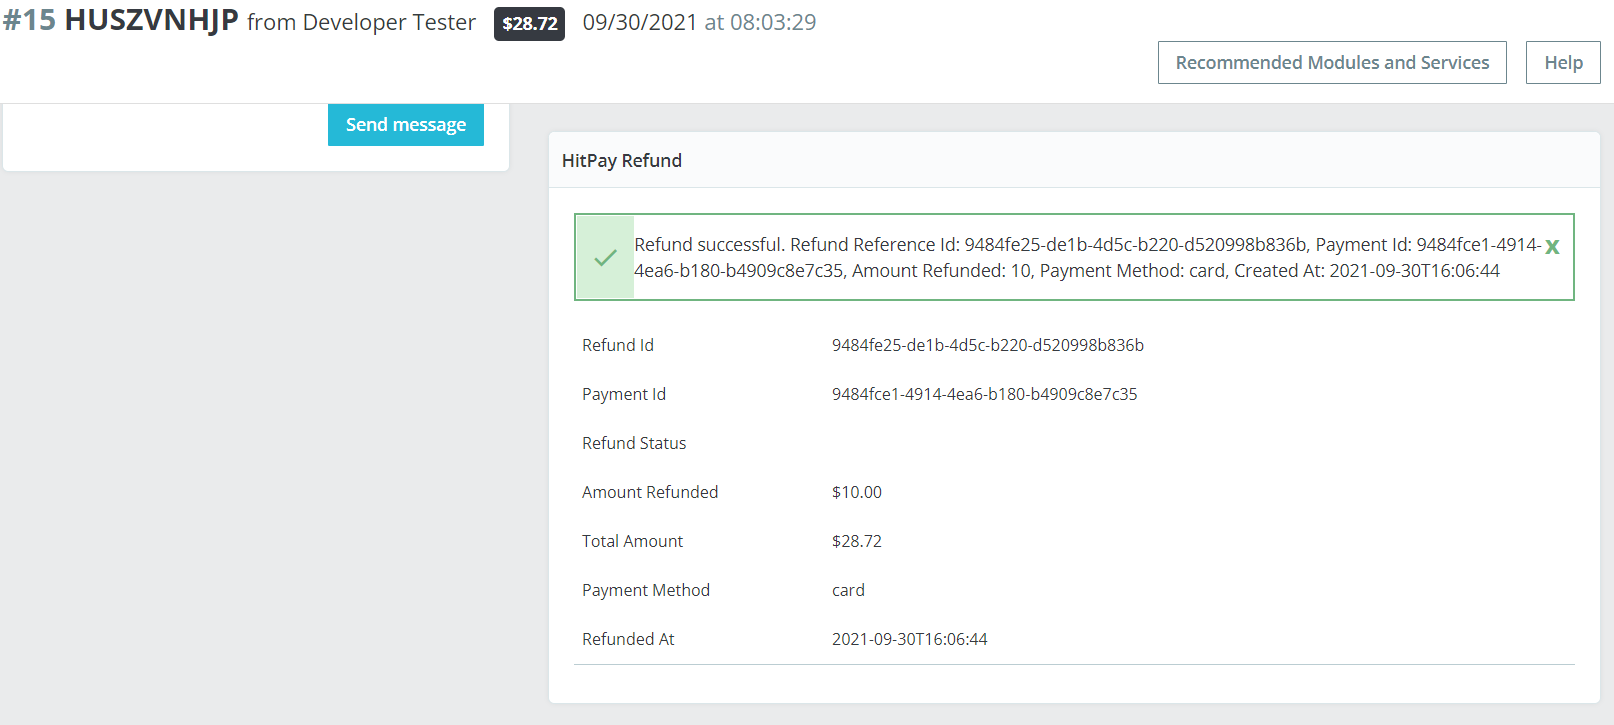 #15 HUSZVNHJP from Developer Tester $28.72 09/30/2021 at 08:03:29
Recommended Modules and Services Help
Send message
HitPay Refund
Refund successful. Refund Reference Id: 9484fe25-de1b-4d5c-b220-d520998b836b, Payment Id: 9484fce1-4914- x
4ea6-b180-b4909c8e7c35, Amount Refunded: 10, Payment Method: card, Created At: 2021-09-30T16:06:44
Refund Id 9484fe25-de1b-4d5c-b220-d520998b836b
Payment Id 9484fce1-4914-4ea6-b180-b4909c8e7c35
Refund Status
Amount Refunded $10.00
Total Amount $28.72
Payment Method card
Refunded At 2021-09-30T16:06:44